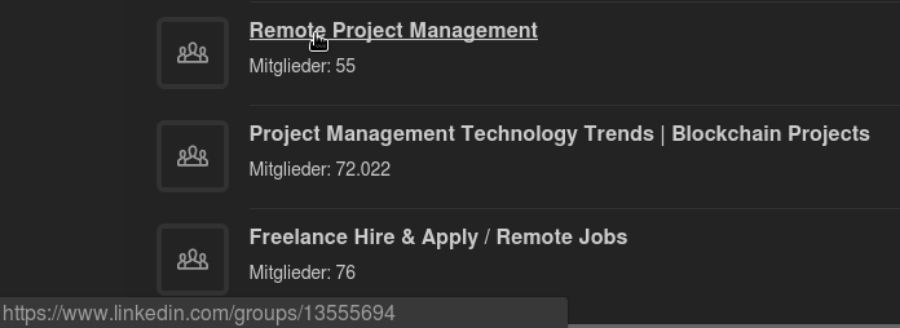 Remote Project Management
Mitglieder: 55
Project Management Technology Trends | Blockchain Projects
Mitglieder: 72.022
Freelance Hire & Apply / Remote Jobs
Mitglieder: 76
https://www.linkedin.com/groups/13555694